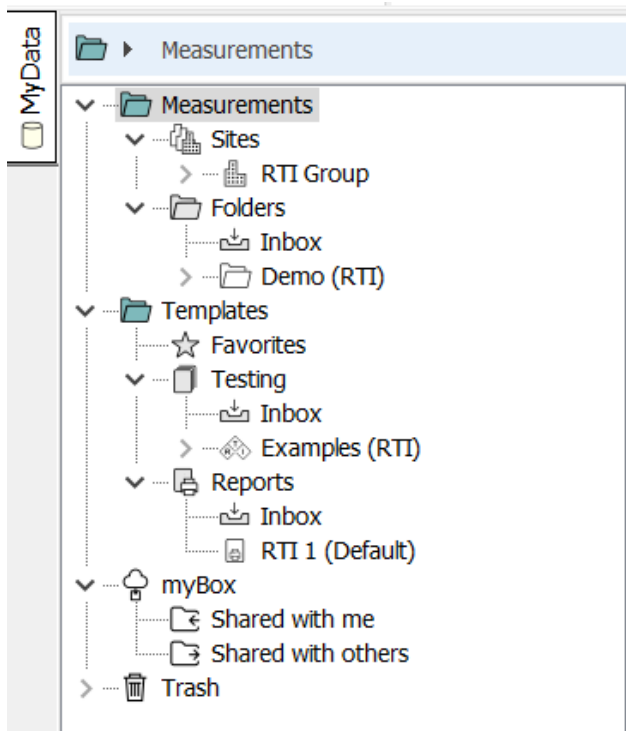 MyData
Measurements
Measurements
Sites
RTI Group
Folders
Inbox
Demo (RTI)
Templates
Favorites
Testing
Inbox
Examples (RTI)
Reports
Inbox
RTI 1 (Default)
myBox
Shared with me
Shared with others
Trash